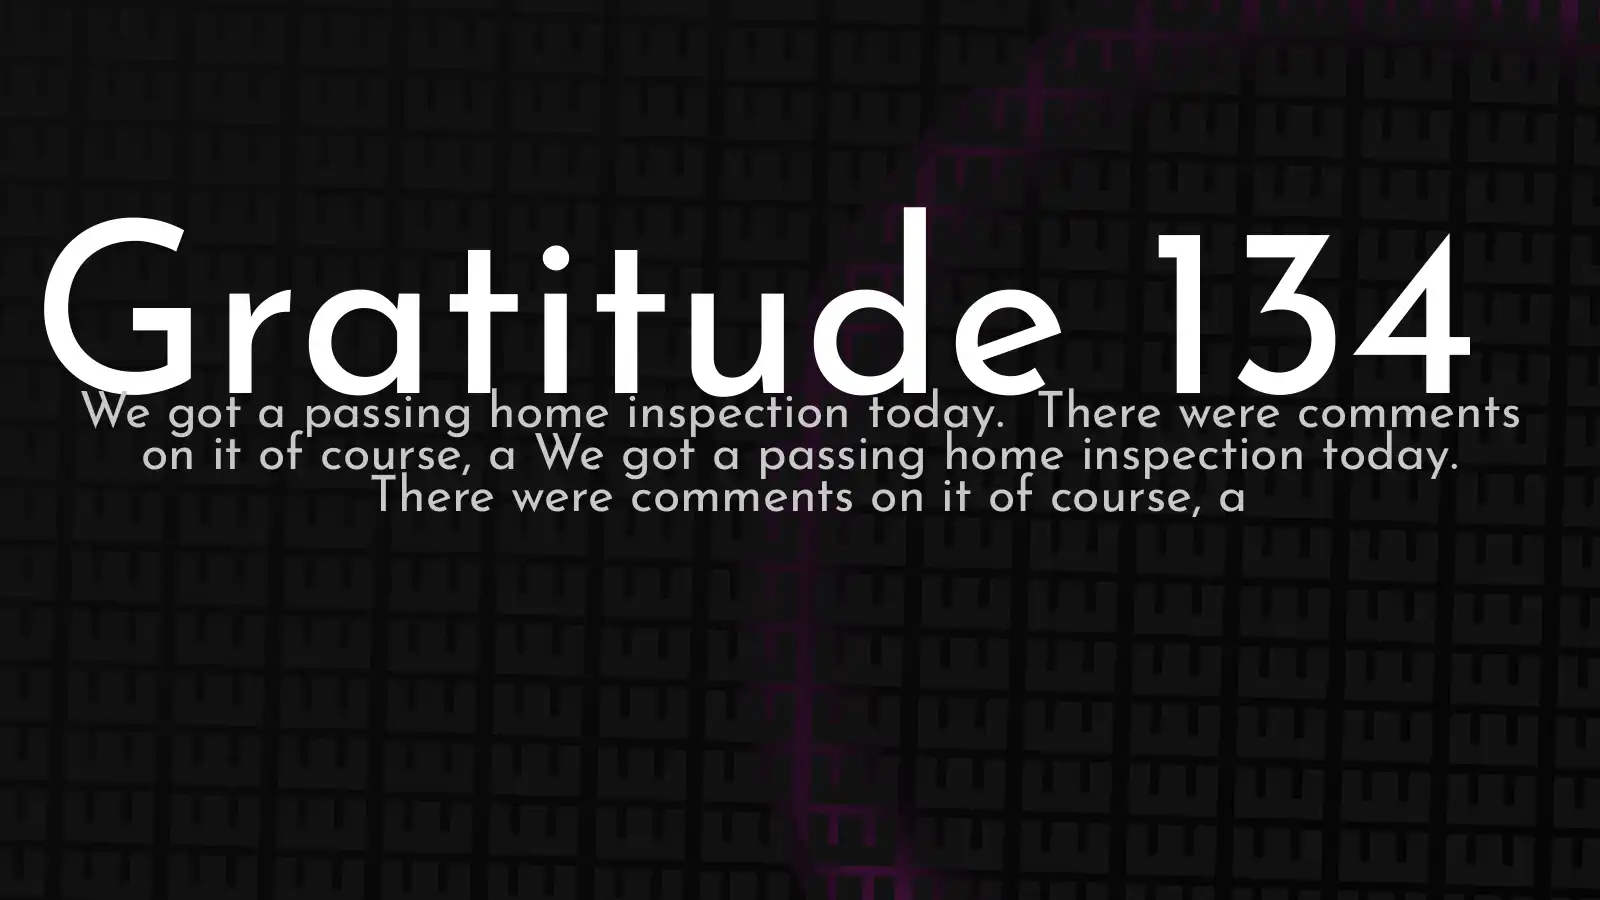 Gratitude 134
We got a passing home inspection today.  There were comments
on it of course, a We got a passing home inspection today.
There were comments on it of course, a